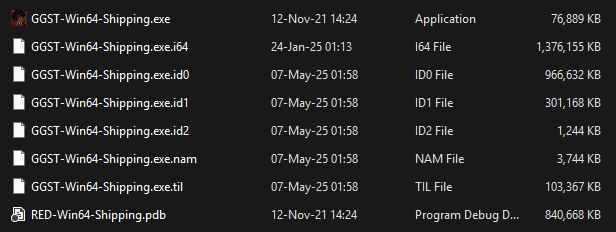 GGST-Win64-Shipping.exe 12-Nov-21 14:24 Application 76,889 KB
GGST-Win64-Shipping.exe.i64 24-Jan-25 01:13 I64 File 1,376,155 KB
GGST-Win64-Shipping.exe.id0 07-May-25 01:58 ID0 File 966,632 KB
GGST-Win64-Shipping.exe.id1 07-May-25 01:58 ID1 File 301,168 KB
GGST-Win64-Shipping.exe.id2 07-May-25 01:58 ID2 File 1,244 KB
GGST-Win64-Shipping.exe.nam 07-May-25 01:58 NAM File 3,744 KB
GGST-Win64-Shipping.exe.til 07-May-25 01:58 TIL File 103,367 KB
RED-Win64-Shipping.pdb 12-Nov-21 14:24 Program Debug D... 840,668 KB